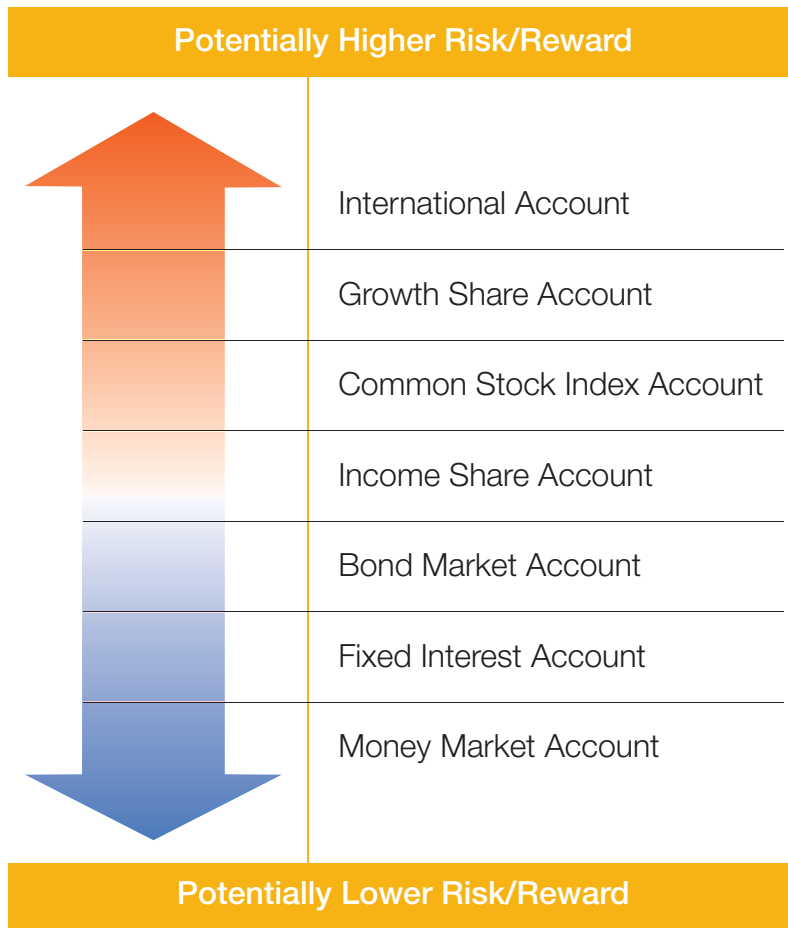 Potentially Higher Risk/Reward
International Account
Growth Share Account
Common Stock Index Account
Income Share Account
Bond Market Account
Fixed Interest Account
Money Market Account
Potentially Lower Risk/Reward